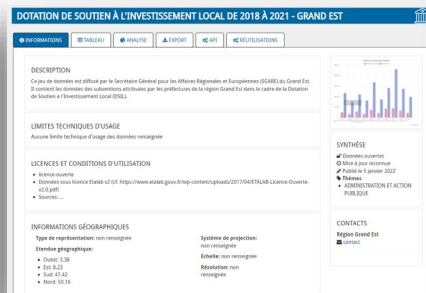 DOTATION DE SOUTIEN À L'INVESTISSEMENT LOCAL DE 2018 À 2021 - GRAND EST
INFORMATIONS
TABLEAU
ANALYSE
EXPORT
API
RÉUTILISATIONS
DESCRIPTION
Ce jeu de données est diffusé par le Secrétaire Général pour les Affaires Régionales et Européennes (SGARE) du Grand Est.
Il contient les données des subventions attribuées par les préfectures de la région Grand Est dans le cadre de la Dotation
de Soutien à l'Investissement Local (DSIL).
LIMITES TECHNIQUES D'USAGE
Aucune limite technique d'usage des données renseignée
LICENCES ET CONDITIONS D'UTILISATION
licence-ouverte
Données sous licence Etalab v2 (cf. https://www.etalab.gouv.fr/wp-content/uploads/2017/04/ETALAB-Licence-Ouverte-
v2.0.pdf)
Sources: ...
INFORMATIONS GÉOGRAPHIQUES
Type de représentation: non renseignée
Etendue géographique:
Ouest: 3.38
Est: 8.23
Sud: 47.42
Nord: 50.16
Système de projection:
non renseignée
Echelle: non renseignée
Résolution: non
renseignée
SYNTHÈSE
Données ouvertes
Mise à jour inconnue
Publié le 5 janvier 2022
Thèmes
ADMINISTRATION ET ACTION
PUBLIQUE
CONTACTS
Région Grand Est
contact